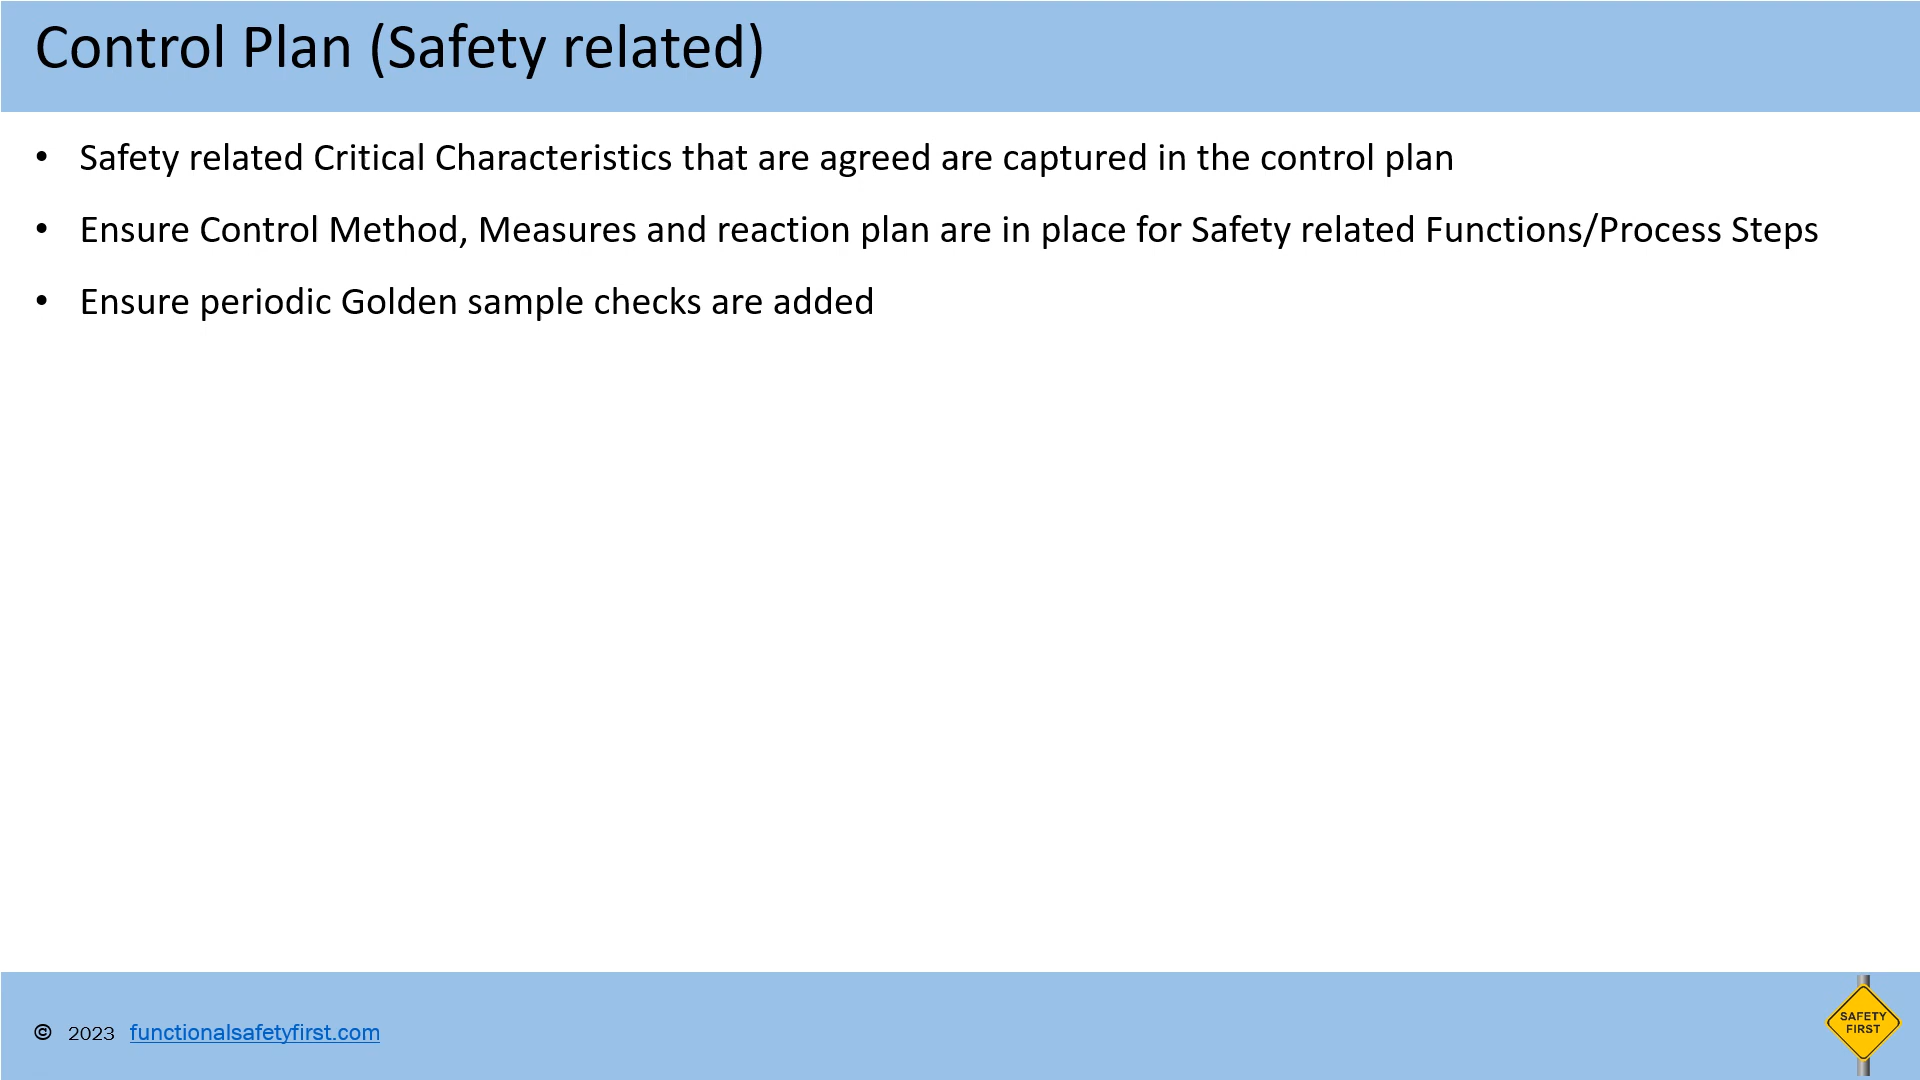 Control Plan (Safety related)
• Safety related Critical Characteristics that are agreed are captured in the control plan
• Ensure Control Method, Measures and reaction plan are in place for Safety related Functions/Process Steps
• Ensure periodic Golden sample checks are added
© 2023 functionalsafetyfirst.com
SAFETY
FIRST